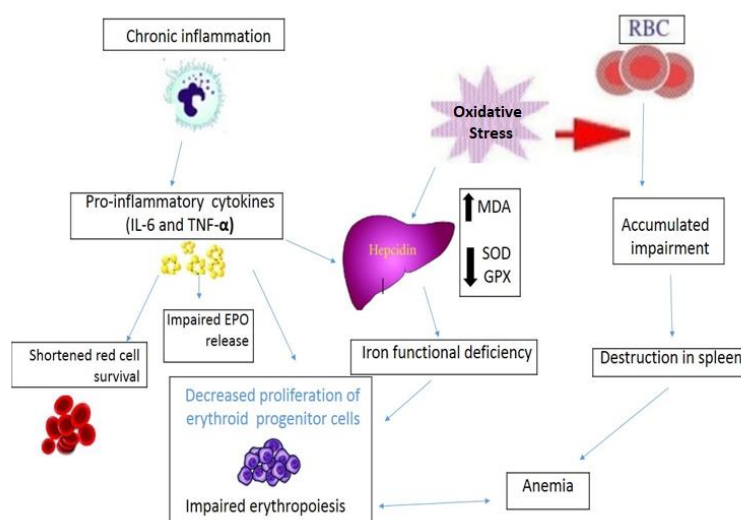 Chronic inflammation
RBC
Oxidative
Stress
Pro-inflammatory cytokines
(IL-6 and TNF-α)
Hepcidin
MDA
SOD
GPX
Accumulated
impairment
Impaired EPO
release
Shortened red cell
survival
Iron functional deficiency
Destruction in spleen
Decreased proliferation of
erythroid progenitor cells
Impaired erythropoiesis
Anemia